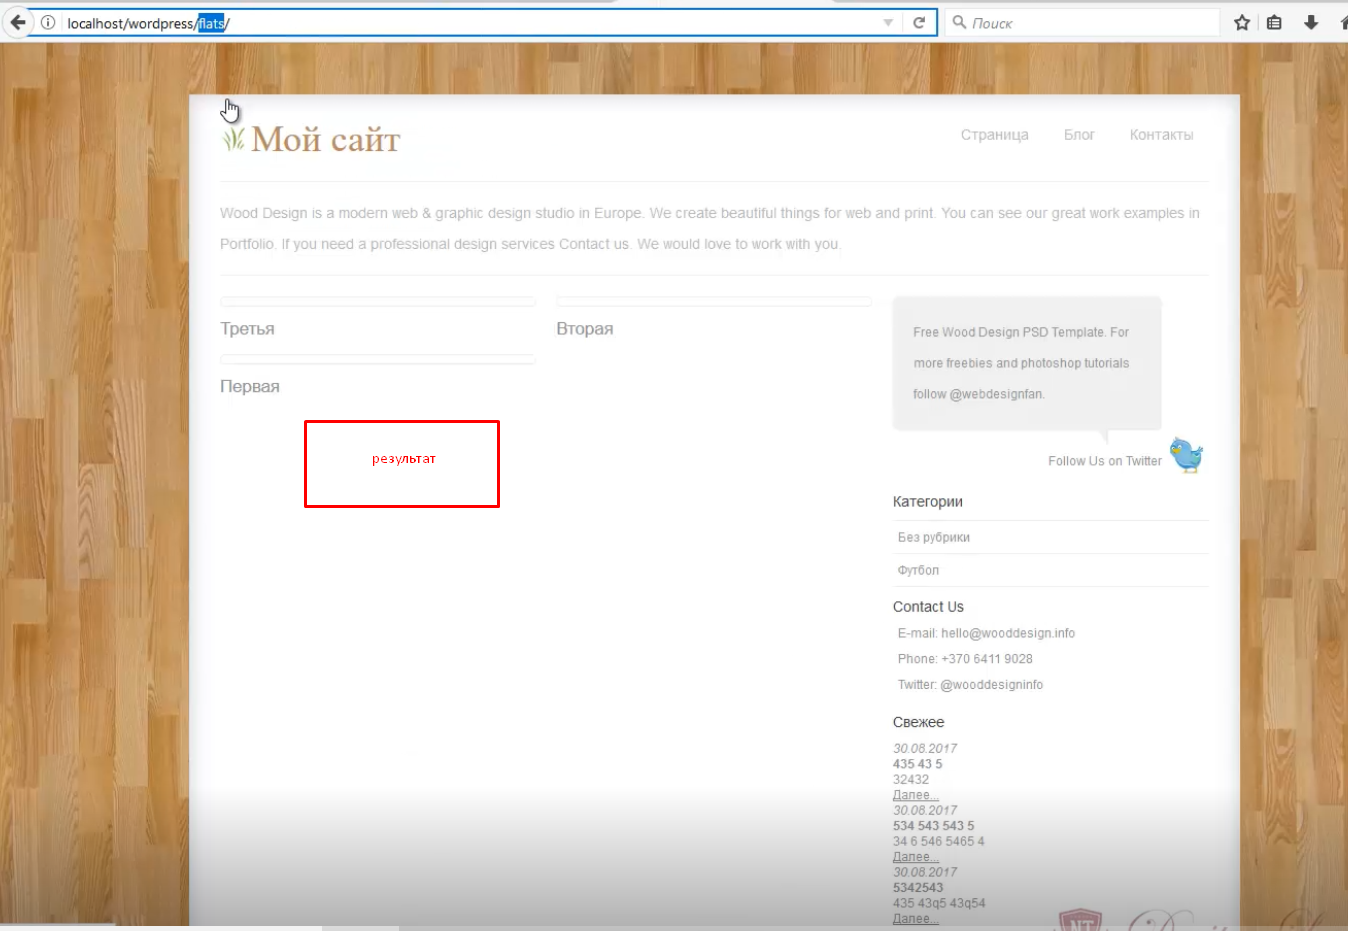 localhost/wordpress/flats/
Поиск
Мой сайт
Страница Блог Контакты
Wood Design is a modern web & graphic design studio in Europe. We create beautiful things for web and print. You can see our great work examples in
Portfolio. If you need a professional design services Contact us. We would love to work with you.
Третья
Вторая
Первая
результат
Free Wood Design PSD Template. For
more freebies and photoshop tutorials
follow @webdesignfan.
Follow Us on Twitter
Категории
Без рубрики
Футбол
Contact Us
E-mail: hello@wooddesign.info
Phone: +370 6411 9028
Twitter: @wooddesigninfo
Свежее
30.08.2017
435 43 5
32432
Далее...
30.08.2017
534 543 543 5
34 6 546 5465 4
Далее...
30.08.2017
5342543
435 43q5 43q54
Далее...
NT